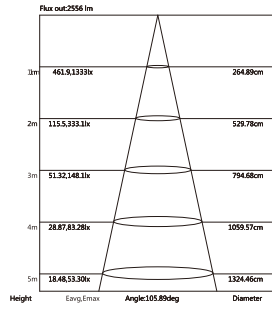 Flux out:2556 lm
1m 461.9,1333lx 264.89cm
2m 115.5,333.1lx 529.78cm
3m 51.32,148.1lx 794.68cm
4m 28.87,83.28lx 1059.57cm
5m 18.48,53.30lx 1324.46cm
Height Eavg,Emax Angle:105.89deg Diameter